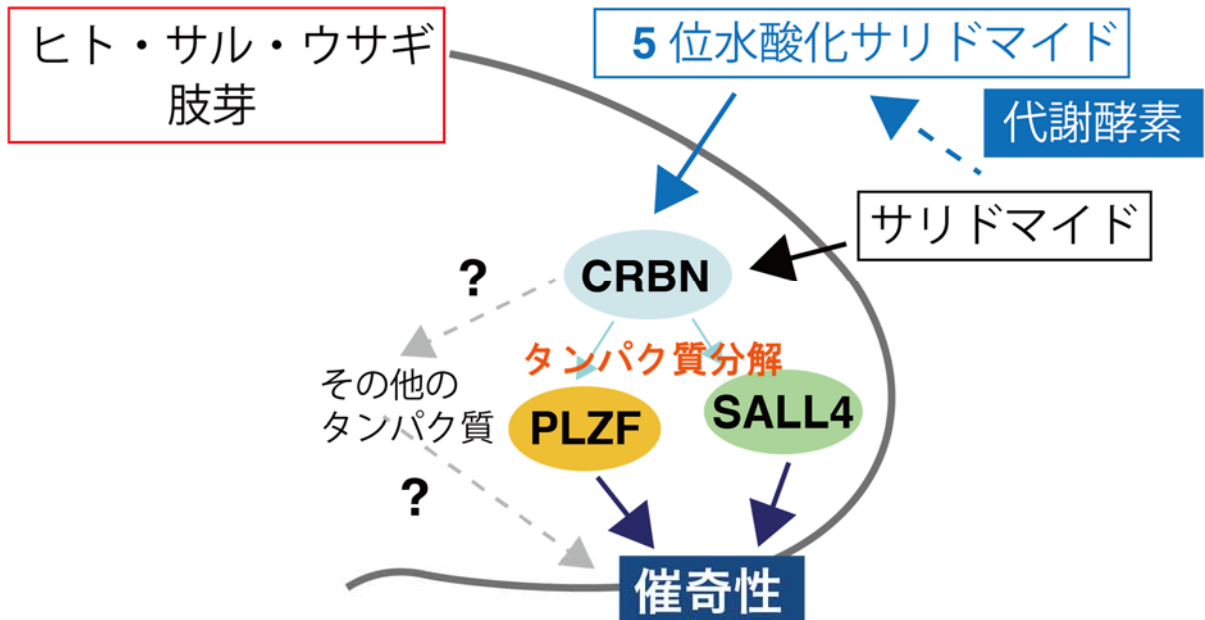 ヒト・サル・ウサギ
肢芽
5 位水酸化サリドマイド
代謝酵素
サリドマイド
CRBN
?
タンパク質分解
その他の
タンパク質
PLZF
SALL4
?
催奇性